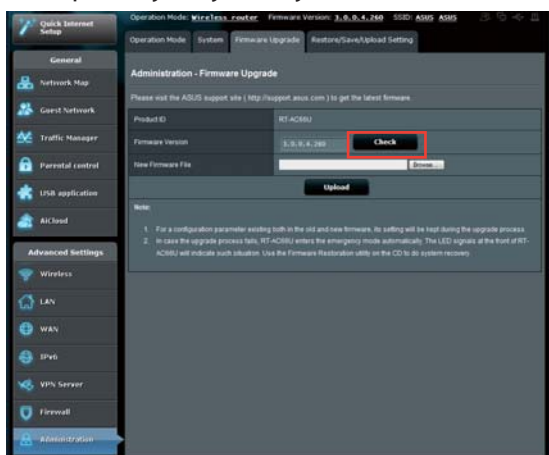 Quick Internet
Setup
Operation Mode: Wireless router Firmware Version: 3.0.0.4.260 SSID: ASUS ASUS
Operation Mode System Firmware Upgrade Restore/Save/Upload Setting
General
Network Map
Guest Network
Traffic Manager
Parental control
USB application
AiCloud
Advanced Settings
Wireless
LAN
WAN
IPv6
VPN Server
Firewall
Administration
Administration - Firmware Upgrade
Please visit the ASUS support site ( http://support.asus.com ) to get the latest firmware.
Product ID RT-AC66U
Firmware Version 3.0.0.4.260 Check
New Firmware File Browse...
Upload
Note:
1. For a configuration parameter existing both in the old and new firmware, its setting will be kept during the upgrade process.
2. In case the upgrade process fails, RT-AC66U enters the emergency mode automatically. The LED signals at the front of RT-
AC66U will indicate such situation. Use the Firmware Restoration utility on the CD to do system recovery.